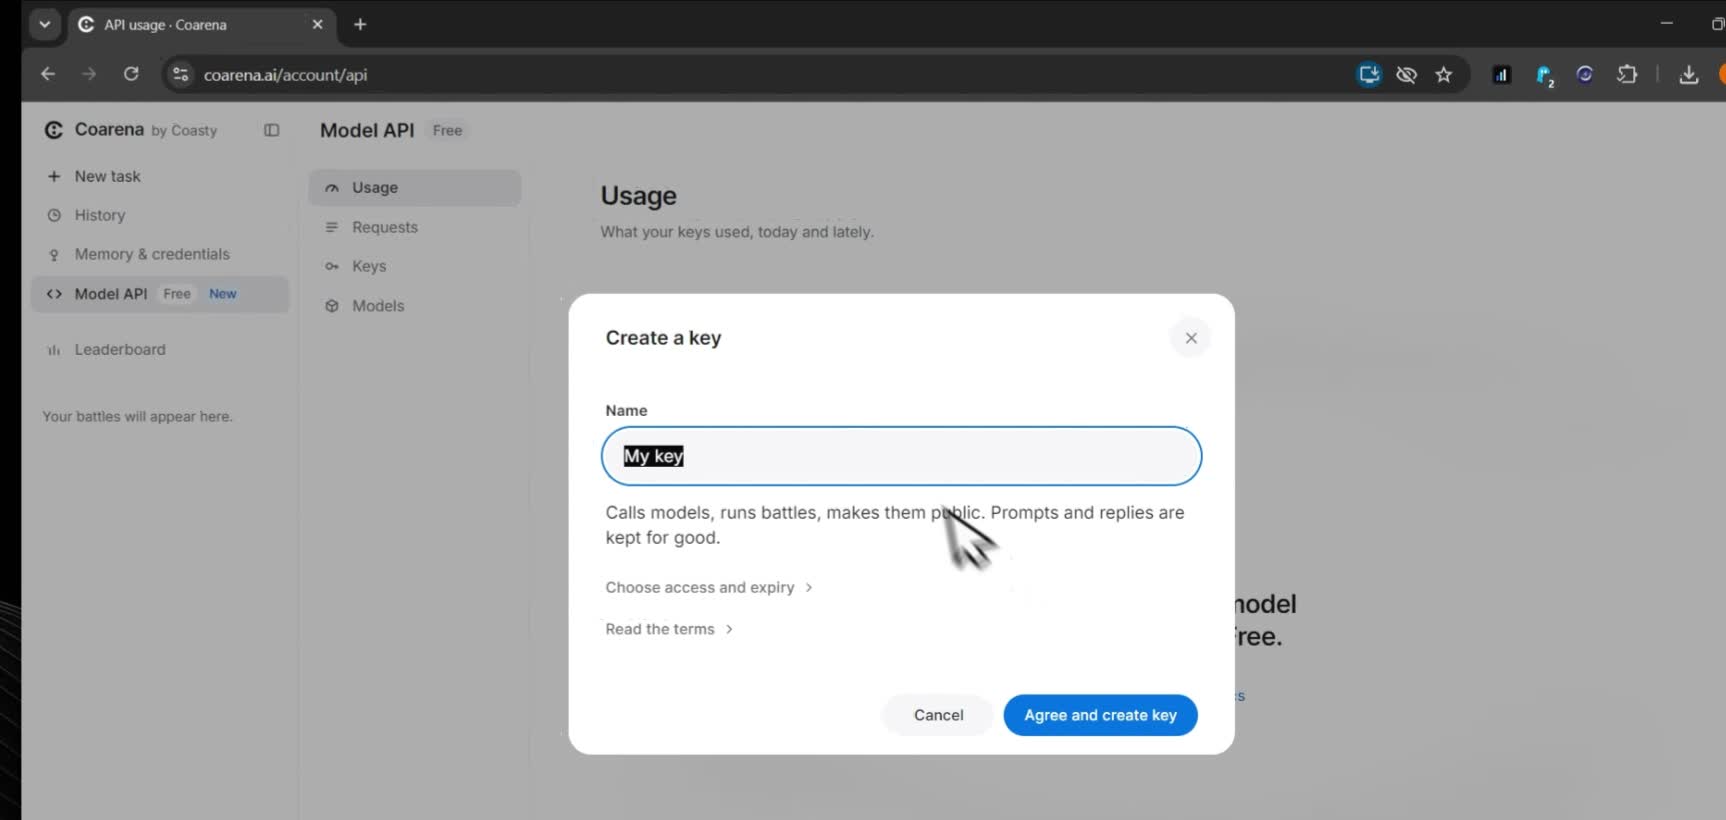 API usage · Coarena
coarena.ai/account/api
2
Coarena by Coasty
New task
History
Memory & credentials
Model API Free New
Leaderboard
Your battles will appear here.
Model API Free
Usage
Requests
Keys
Models
Usage
What your keys used, today and lately.
Create a key
Name
My key
Calls models, runs battles, makes them public. Prompts and replies are
kept for good.
Choose access and expiry
Read the terms
Cancel
Agree and create key